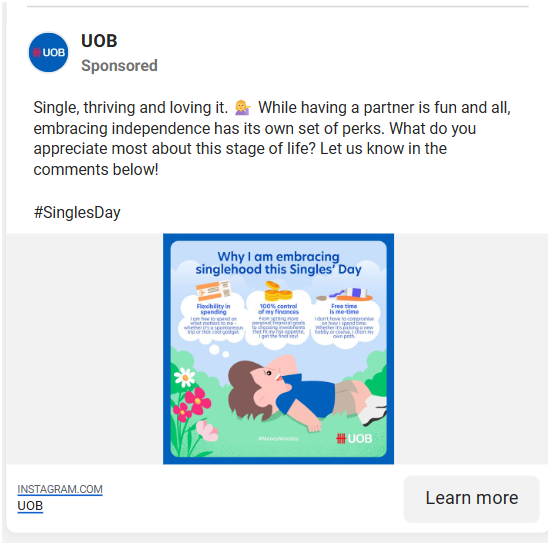 UOB
UOB
Sponsored
Single, thriving and loving it. 💁 While having a partner is fun and all,
embracing independence has its own set of perks. What do you
appreciate most about this stage of life? Let us know in the
comments below!
#SinglesDay
Why I am embracing
singlehood this Singles' Day
Flexibility in
spending
I am free to spend on
what matters to me -
whether it's a spontaneous
trip or that cool gadget.
100% control
of my finances
From setting more
personal financial goals
to choosing investments
that fit my risk appetite,
I get the final say!
Free time
is me-time
I don't have to compromise
on how I spend time.
Whether it's picking a new
hobby or course, I chart my
own path.
UOB
INSTAGRAM.COM
UOB
Learn more